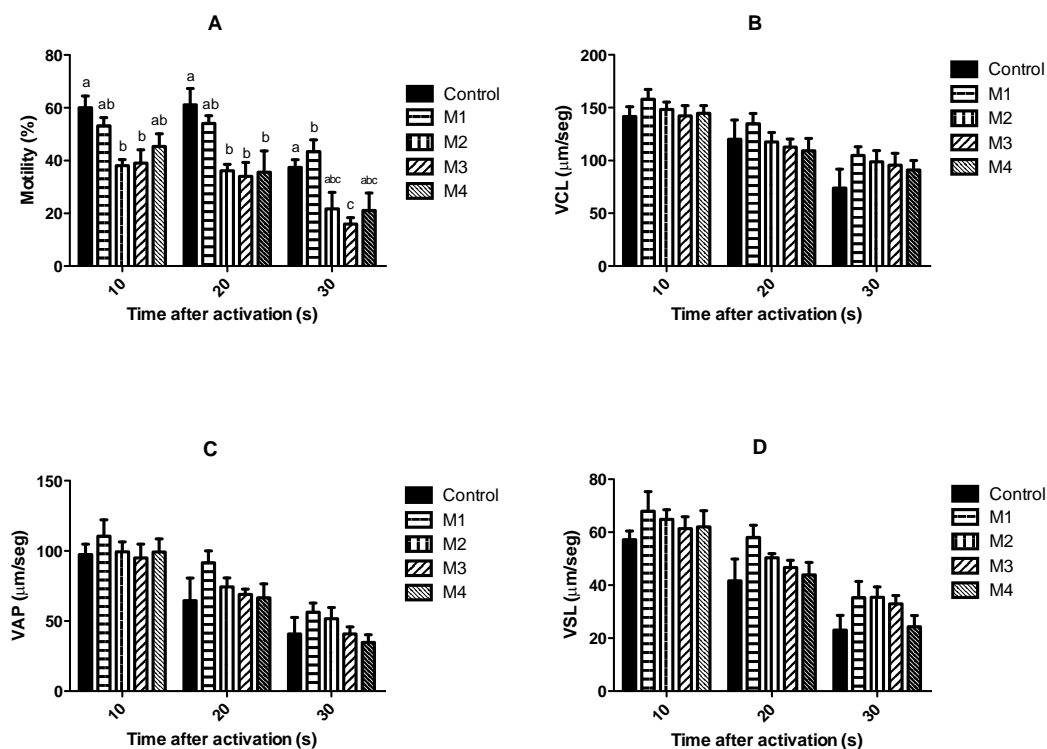 A
Motility (%)
80
60
40
20
0
a
ab
b
b
ab
a
ab
b
b
b
a
b
abc
c
abc
10
20
30
Time after activation (s)
Control
M1
M2
M3
M4
B
VCL (μm/seg)
200
150
100
50
0
10
20
30
Time after activation (s)
Control
M1
M2
M3
M4
C
VAP (μm/seg)
150
100
50
0
10
20
30
Time after activation (s)
Control
M1
M2
M3
M4
D
VSL (μm/seg)
80
60
40
20
0
10
20
30
Time after activation (s)
Control
M1
M2
M3
M4